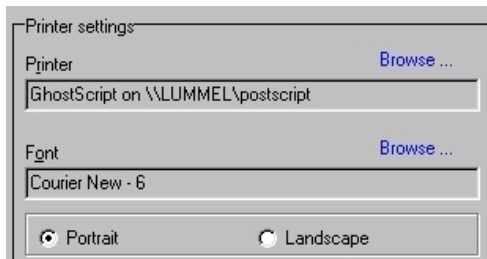 Printer settings
Printer Browse ...
GhostScript on \\LUMMEL\postscript
Font Browse ...
Courier New - 6
Portrait Landscape